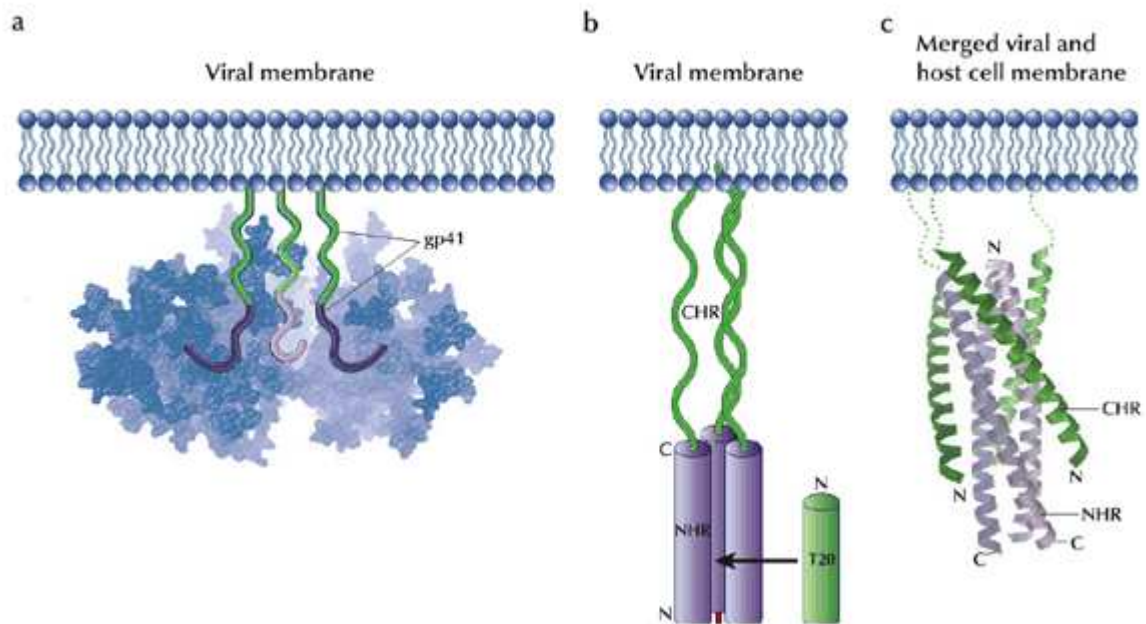 a
Viral membrane
gp41
b
Viral membrane
CHR
C
NHR
N
N
T20
c
Merged viral and
host cell membrane
N
CHR
N
N
NHR
C
C